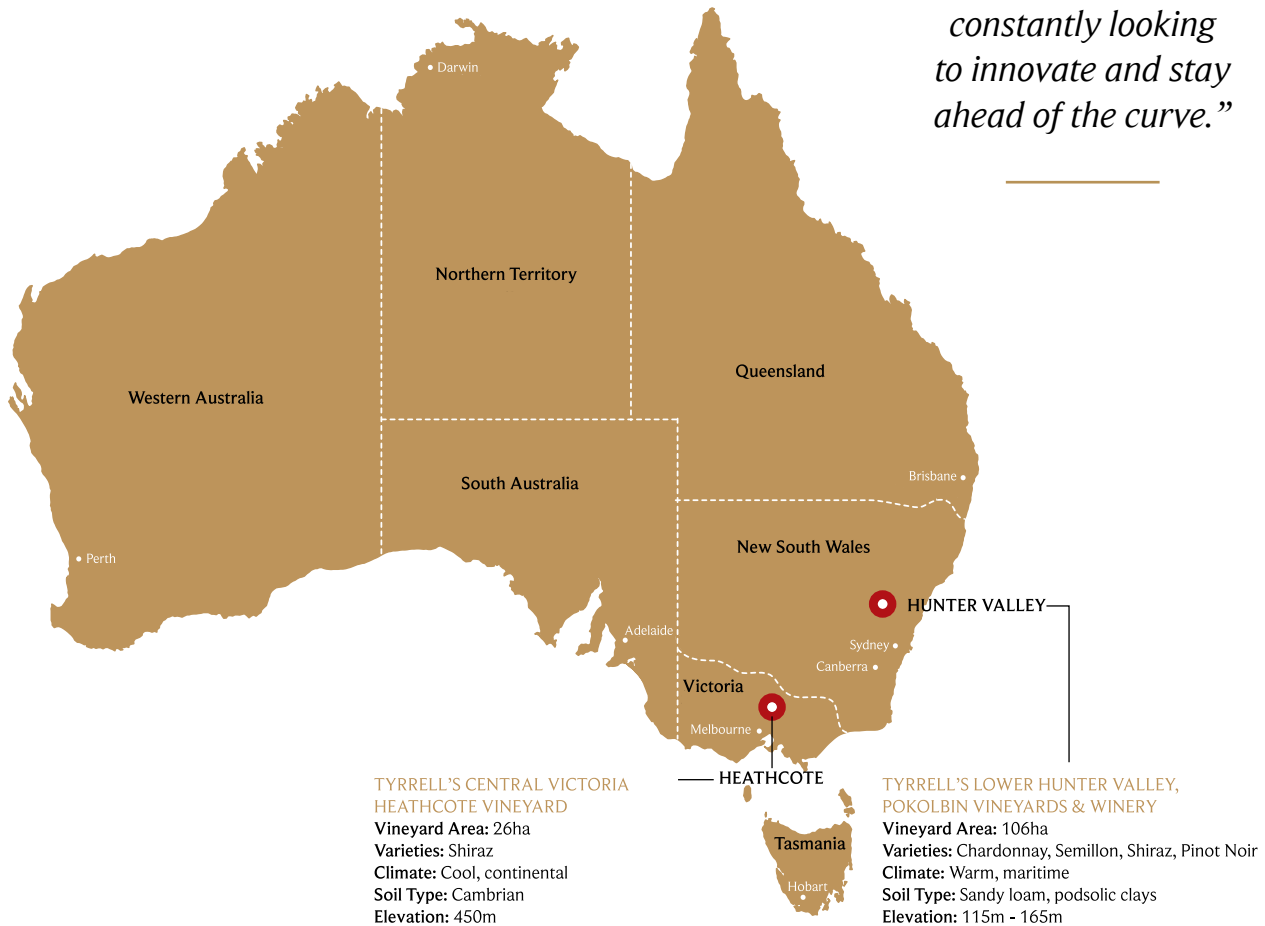 constantly looking
to innovate and stay
ahead of the curve.”
Darwin
Northern Territory
Queensland
Western Australia
Brisbane
South Australia
New South Wales
Perth
HUNTER VALLEY
Adelaide
Sydney
Canberra
Victoria
Melbourne
HEATHCOTE
TYRRELL’S CENTRAL VICTORIA
HEATHCOTE VINEYARD
Vineyard Area: 26ha
Varieties: Shiraz
Climate: Cool, continental
Soil Type: Cambrian
Elevation: 450m
Tasmania
Hobart
TYRRELL’S LOWER HUNTER VALLEY,
POKOLBIN VINEYARDS & WINERY
Vineyard Area: 106ha
Varieties: Chardonnay, Semillon, Shiraz, Pinot Noir
Climate: Warm, maritime
Soil Type: Sandy loam, podsolic clays
Elevation: 115m - 165m